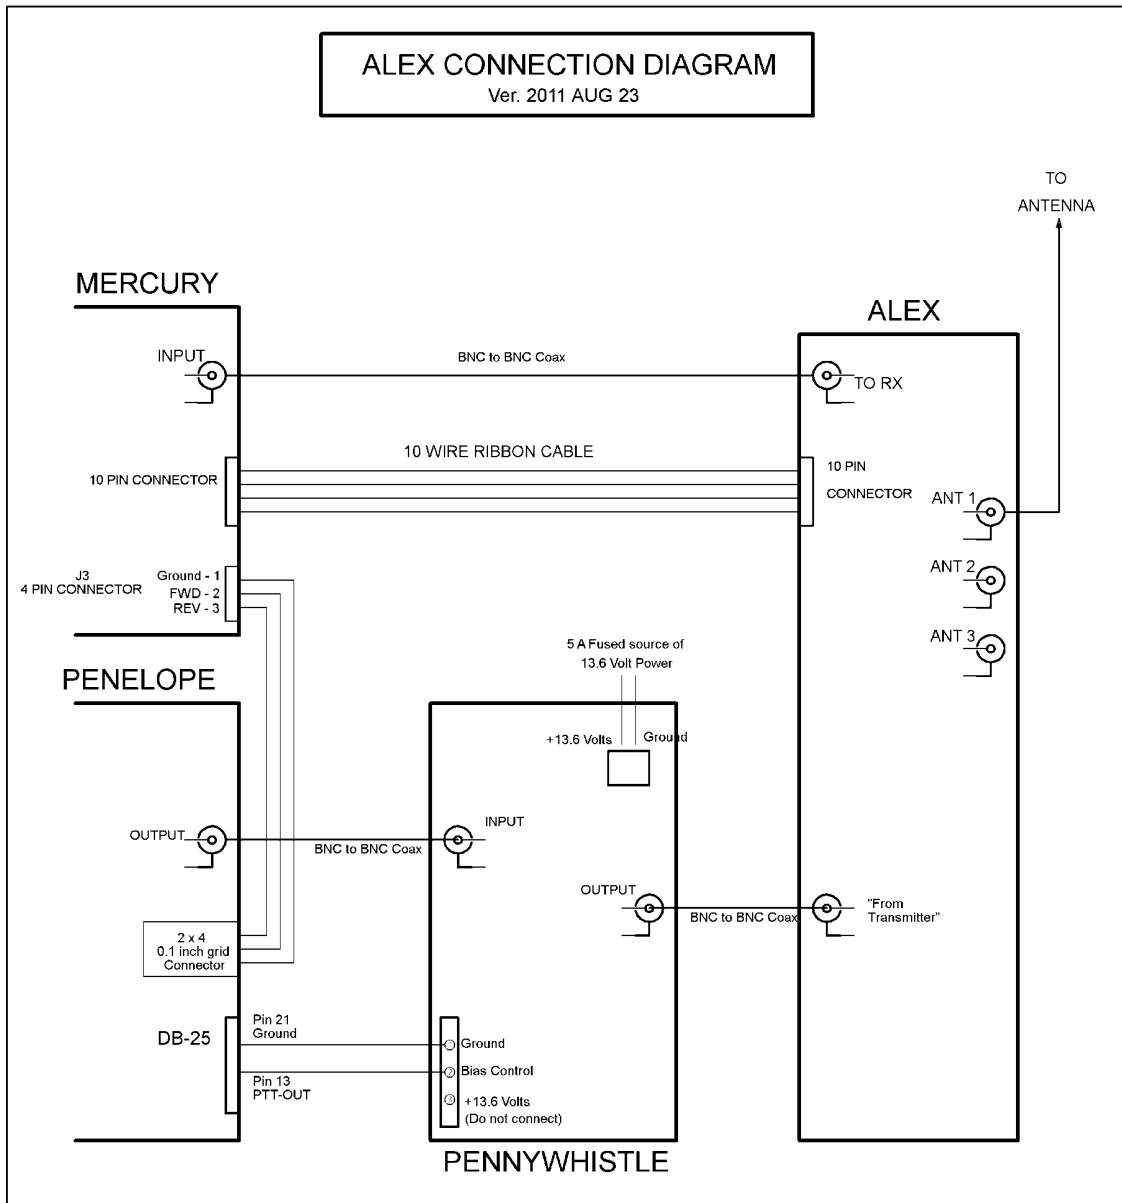 ALEX CONNECTION DIAGRAM
Ver. 2011 AUG 23
TO
ANTENNA
MERCURY
ALEX
INPUT
BNC to BNC Coax
TO RX
10 WIRE RIBBON CABLE
10 PIN CONNECTOR
10 PIN
CONNECTOR
ANT 1
ANT 2
ANT 3
J3
4 PIN CONNECTOR
Ground - 1
FWD - 2
REV - 3
5 A Fused source of
13.6 Volt Power
PENELOPE
+13.6 Volts
Ground
OUTPUT
BNC to BNC Coax
INPUT
OUTPUT
BNC to BNC Coax
"From
Transmitter"
2 x 4
0.1 inch grid
Connector
DB-25
Pin 21
Ground
Pin 13
PTT-OUT
1 Ground
2 Bias Control
3 +13.6 Volts
(Do not connect)
PENNYWHISTLE